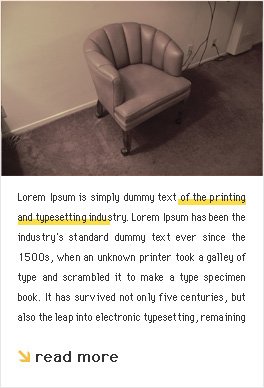 Lorem Ipsum is simply dummy text of the printing
and typesetting industry. Lorem Ipsum has been the
industry's standard dummy text ever since the
1500s, when an unknown printer took a galley of
type and scrambled it to make a type specimen
book. It has survived not only five centuries, but
also the leap into electronic typesetting, remaining
read more